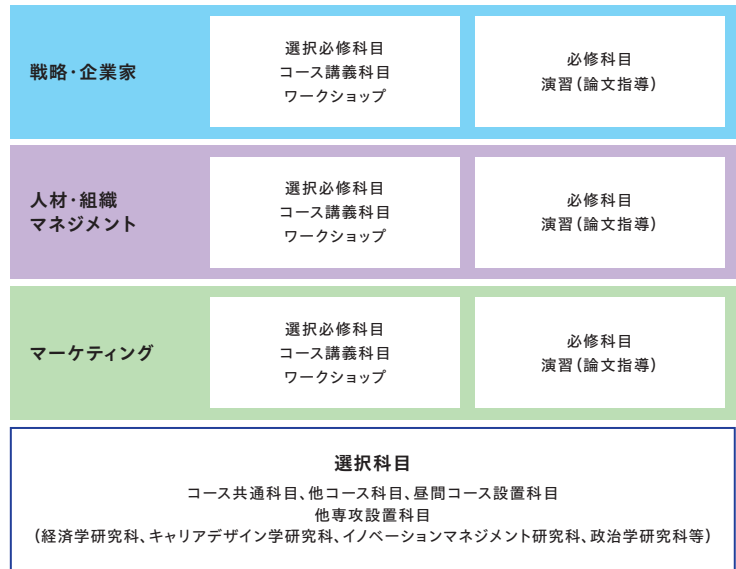 戦略・企業家
選択必修科目
コース講義科目
ワークショップ
必修科目
演習(論文指導)
人材・組織
マネジメント
選択必修科目
コース講義科目
ワークショップ
必修科目
演習(論文指導)
マーケティング
選択必修科目
コース講義科目
ワークショップ
必修科目
演習(論文指導)
選択科目
コース共通科目、他コース科目、昼間コース設置科目
他専攻設置科目
(経済学研究科、キャリアデザイン学研究科、イノベーションマネジメント研究科、政治学研究科等)